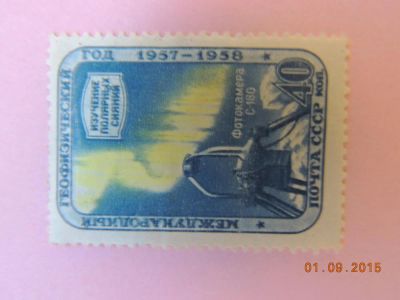 МЕЖДУНАРОДНЫЙ
ГЕОФИЗИЧЕСКИЙ
ГОД 1957-1958
ИЗУЧЕНИЕ
ПОЛЯРНЫХ
СИЯНИЙ
Фотокамера
С-180
40 КОП.
ПОЧТА СССР
01.09.2015